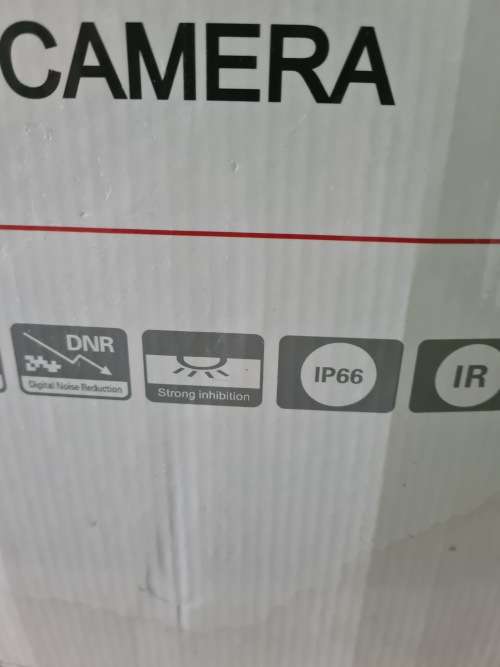 CAMERA
DNR
Digital Noise Reduction
Strong inhibition
IP66
IR